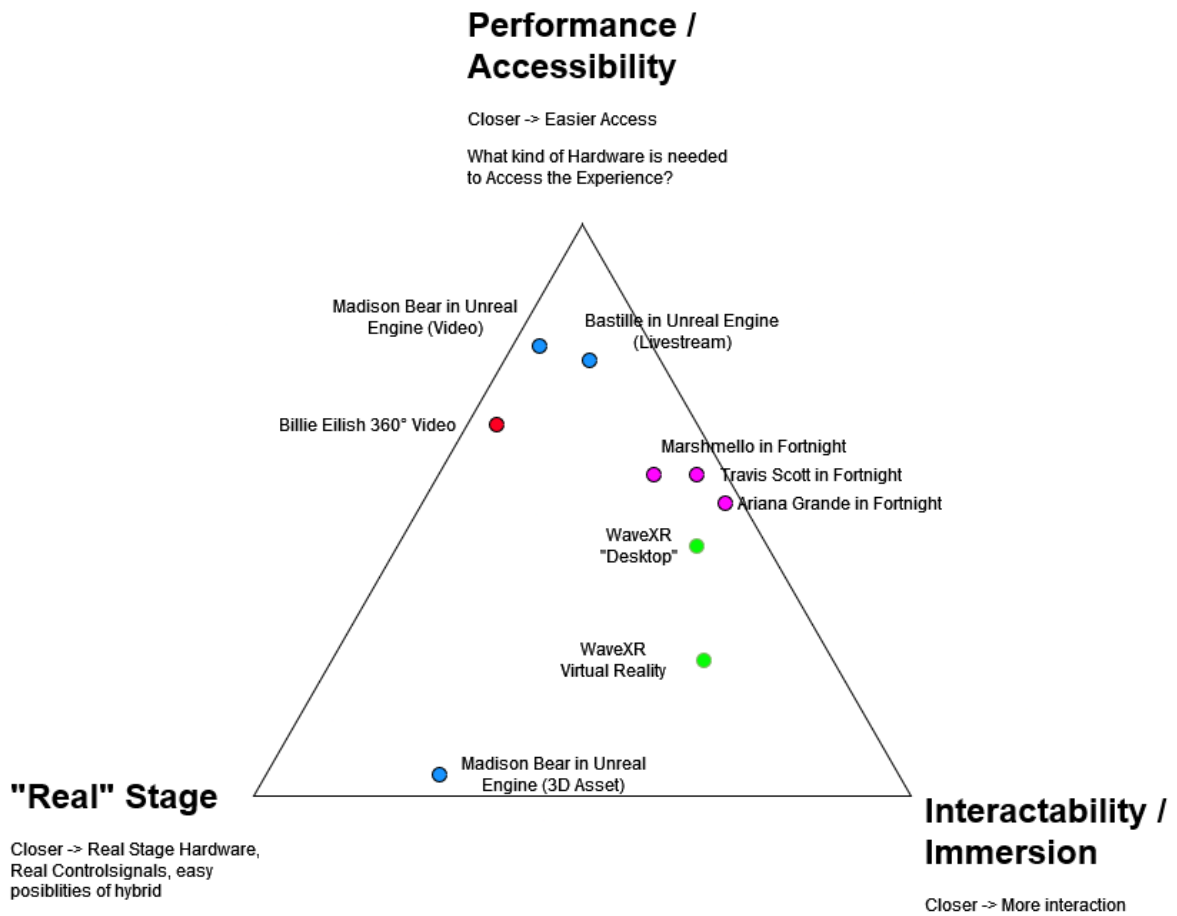 Performance /
Accessibility
Closer -> Easier Access
What kind of Hardware is needed
to Access the Experience?
Madison Bear in Unreal
Engine (Video)
Bastille in Unreal Engine
(Livestream)
Billie Eilish 360° Video
Marshmello in Fortnight
Travis Scott in Fortnight
Ariana Grande in Fortnight
WaveXR
"Desktop"
WaveXR
Virtual Reality
Madison Bear in Unreal
Engine (3D Asset)
"Real" Stage
Closer -> Real Stage Hardware,
Real Controlsignals, easy
posiblities of hybrid
Interactability /
Immersion
Closer -> More interaction